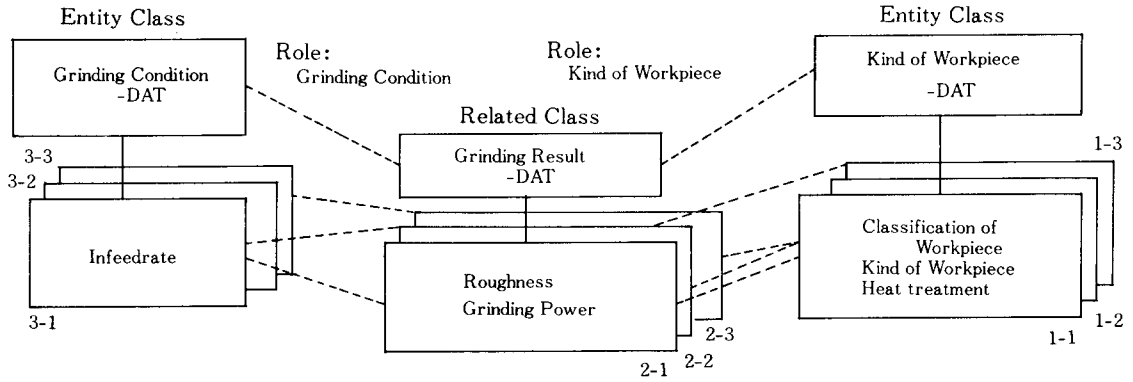 Entity Class
Entity Class
Role:
Grinding Condition
Role:
Kind of Workpiece
Grinding Condition
-DAT
Kind of Workpiece
-DAT
Related Class
Grinding Result
-DAT
3-3
3-2
1-3
Infeedrate
Roughness
Grinding Power
Classification of
Workpiece
Kind of Workpiece
Heat treatment
3-1
2-3
2-2
2-1
1-2
1-1